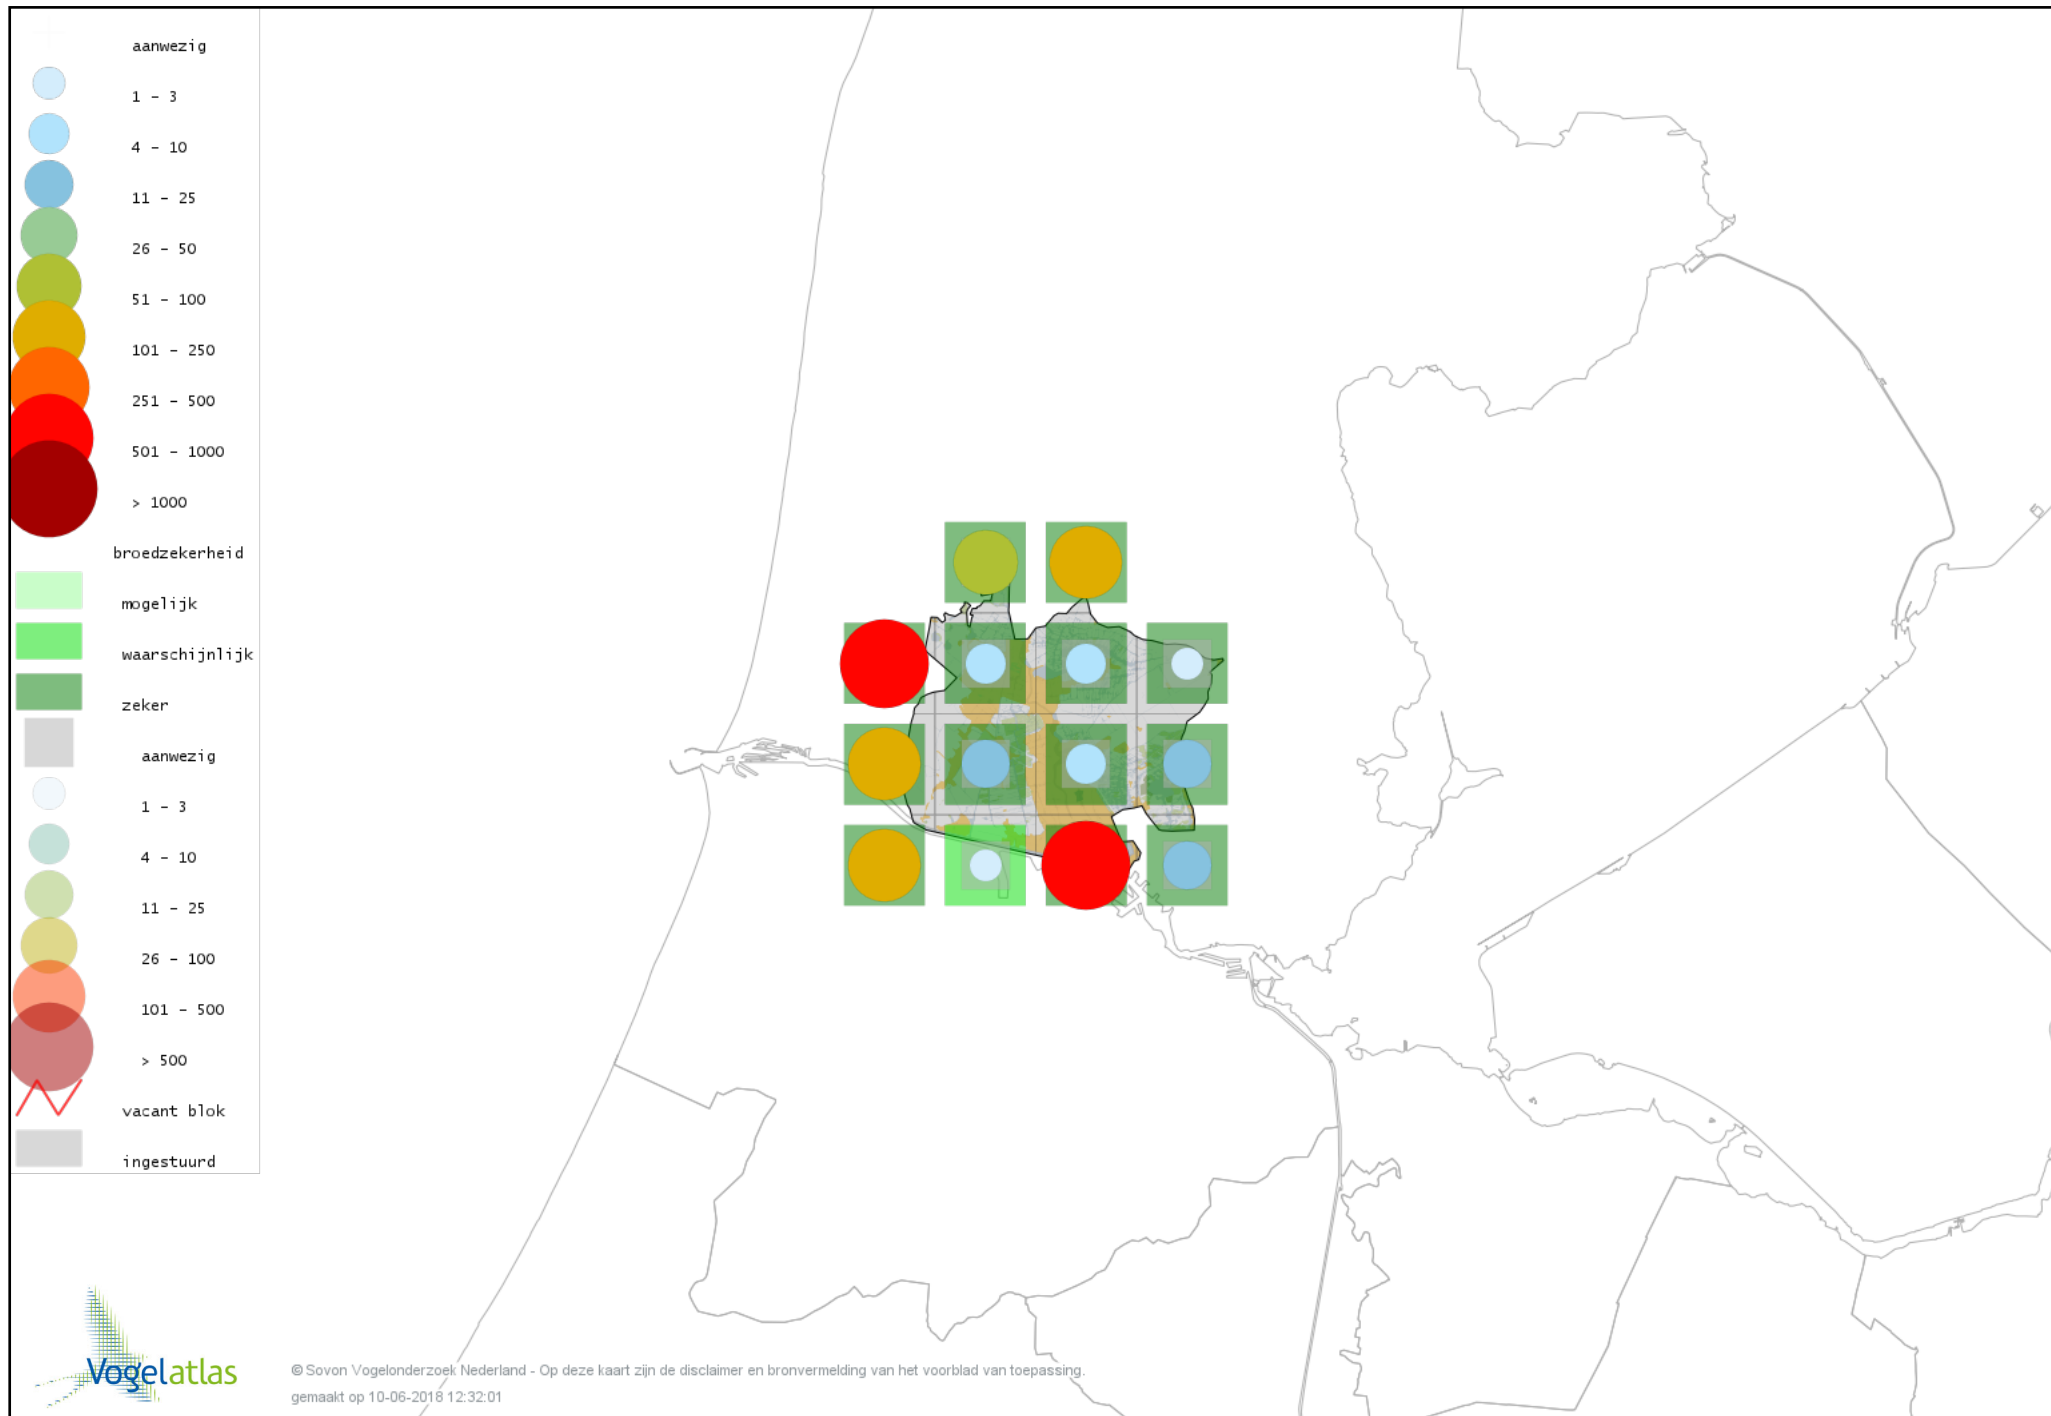 aanwezig
1 - 3
4 - 10
11 - 25
26 - 50
51 - 100
101 - 250
251 - 500
501 - 1000
> 1000
broedzekerheid
mogelijk
waarschijnlijk
zeker
aanwezig
1 - 3
4 - 10
11 - 25
26 - 100
101 - 500
> 500
vacant blok
ingestuurd
Vogelatlas
© Sovon Vogelonderzoek Nederland - Op deze kaart zijn de disclaimer en bronvermelding van het voorblad van toepassing.
gemaakt op 10-06-2018 12:32:01